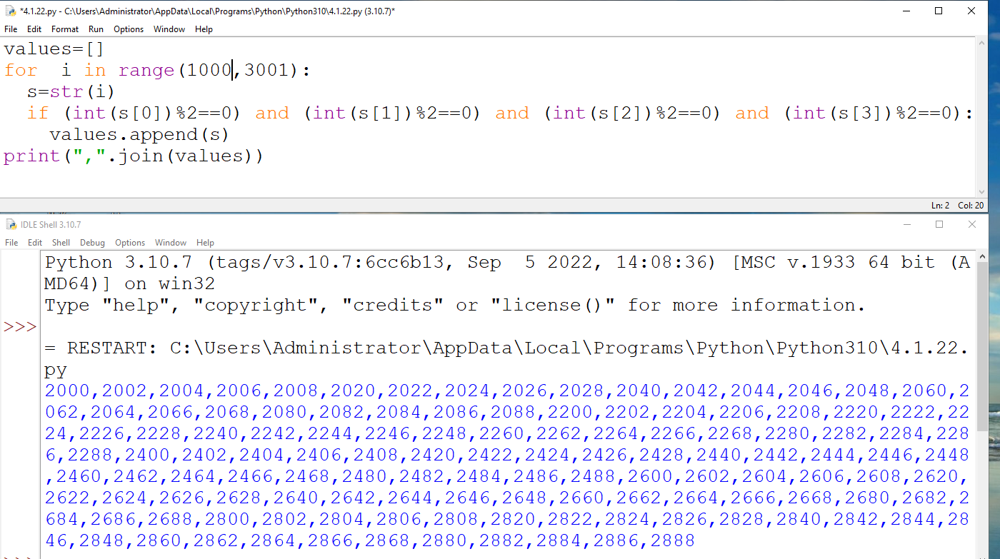 *4.1.22.py - C:\Users\Administrator\AppData\Local\Programs\Python\Python310\4.1.22.py (3.10.7)*
File Edit Format Run Options Window Help
values=[]
for  i in range(1000,3001):
  s=str(i)
  if (int(s[0])%2==0) and (int(s[1])%2==0) and (int(s[2])%2==0) and (int(s[3])%2==0):
    values.append(s)
print(",".join(values))
Ln: 2 Col: 20
IDLE Shell 3.10.7
File Edit Shell Debug Options Window Help
Python 3.10.7 (tags/v3.10.7:6cc6b13, Sep  5 2022, 14:08:36) [MSC v.1933 64 bit (A
MD64)] on win32
Type "help", "copyright", "credits" or "license()" for more information.
>>>
= RESTART: C:\Users\Administrator\AppData\Local\Programs\Python\Python310\4.1.22.
py
2000,2002,2004,2006,2008,2020,2022,2024,2026,2028,2040,2042,2044,2046,2048,2060,2
062,2064,2066,2068,2080,2082,2084,2086,2088,2200,2202,2204,2206,2208,2220,2222,22
24,2226,2228,2240,2242,2244,2246,2248,2260,2262,2264,2266,2268,2280,2282,2284,228
6,2288,2400,2402,2404,2406,2408,2420,2422,2424,2426,2428,2440,2442,2444,2446,2448
,2460,2462,2464,2466,2468,2480,2482,2484,2486,2488,2600,2602,2604,2606,2608,2620,
2622,2624,2626,2628,2640,2642,2644,2646,2648,2660,2662,2664,2666,2668,2680,2682,2
684,2686,2688,2800,2802,2804,2806,2808,2820,2822,2824,2826,2828,2840,2842,2844,28
46,2848,2860,2862,2864,2866,2868,2880,2882,2884,2886,2888